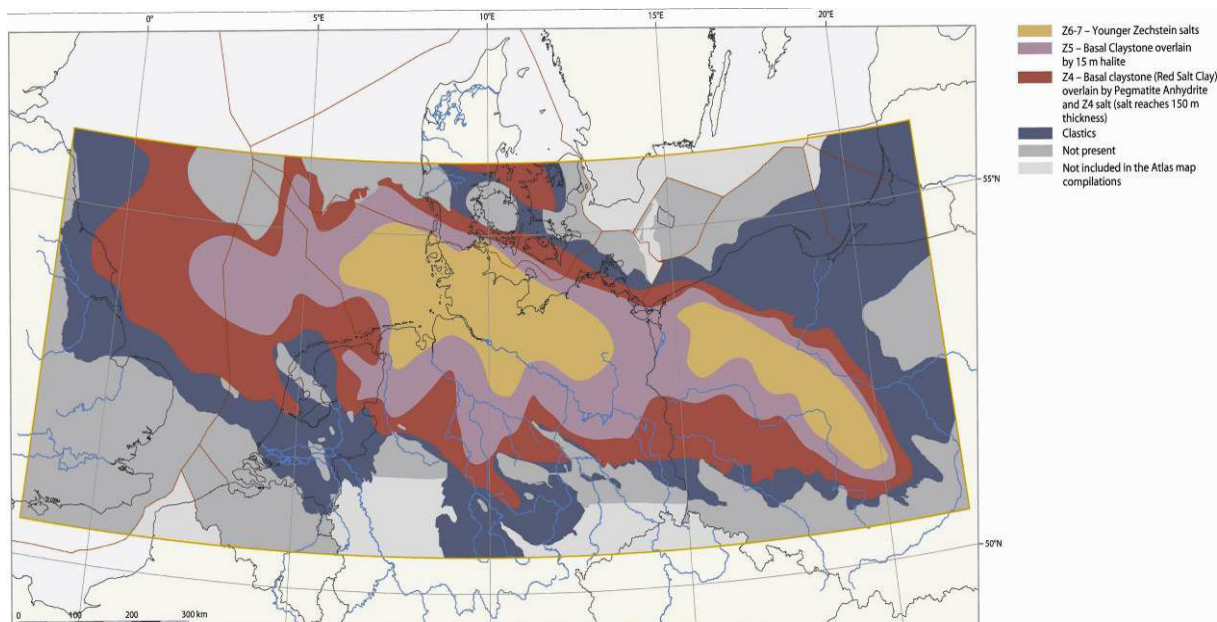 0°
5°E
10°E
15°E
20°E
55°N
50°N
0 100 200 300 km
Z6-7 – Younger Zechstein salts
Z5 – Basal Claystone overlain
by 15 m halite
Z4 – Basal claystone (Red Salt Clay)
overlain by Pegmatite Anhydrite
and Z4 salt (salt reaches 150 m
thickness)
Clastics
Not present
Not included in the Atlas map
compilations